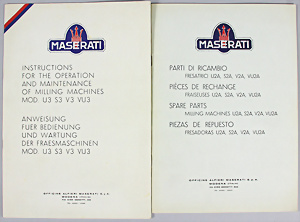 MASERATI
INSTRUCTIONS
FOR THE OPERATION
AND MAINTENANCE
OF MILLING MACHINES
MOD. U3 S3 V3 VU3
ANWEISUNG
FUER BEDIENUNG
UND WARTUNG
DER FRAESMASCHINEN
MOD. U3 S3 V3 VU3
OFFICINE ALFIERI MASERATI
MODENA
MASERATI
PARTI DI RICAMBIO
FRESATRICI U2A, S2A, V2A, VU2A
PIÈCES DE RECHANGE
FRAISEUSES U2A, S2A, V2A, VU2A
SPARE PARTS
MILLING MACHINES U2A, S2A, V2A, VU2A
PIEZAS DE REPUESTO
FRESADORAS U2A, S2A, V2A, VU2A
OFFICINE ALFIERI MASERATI
MODENA